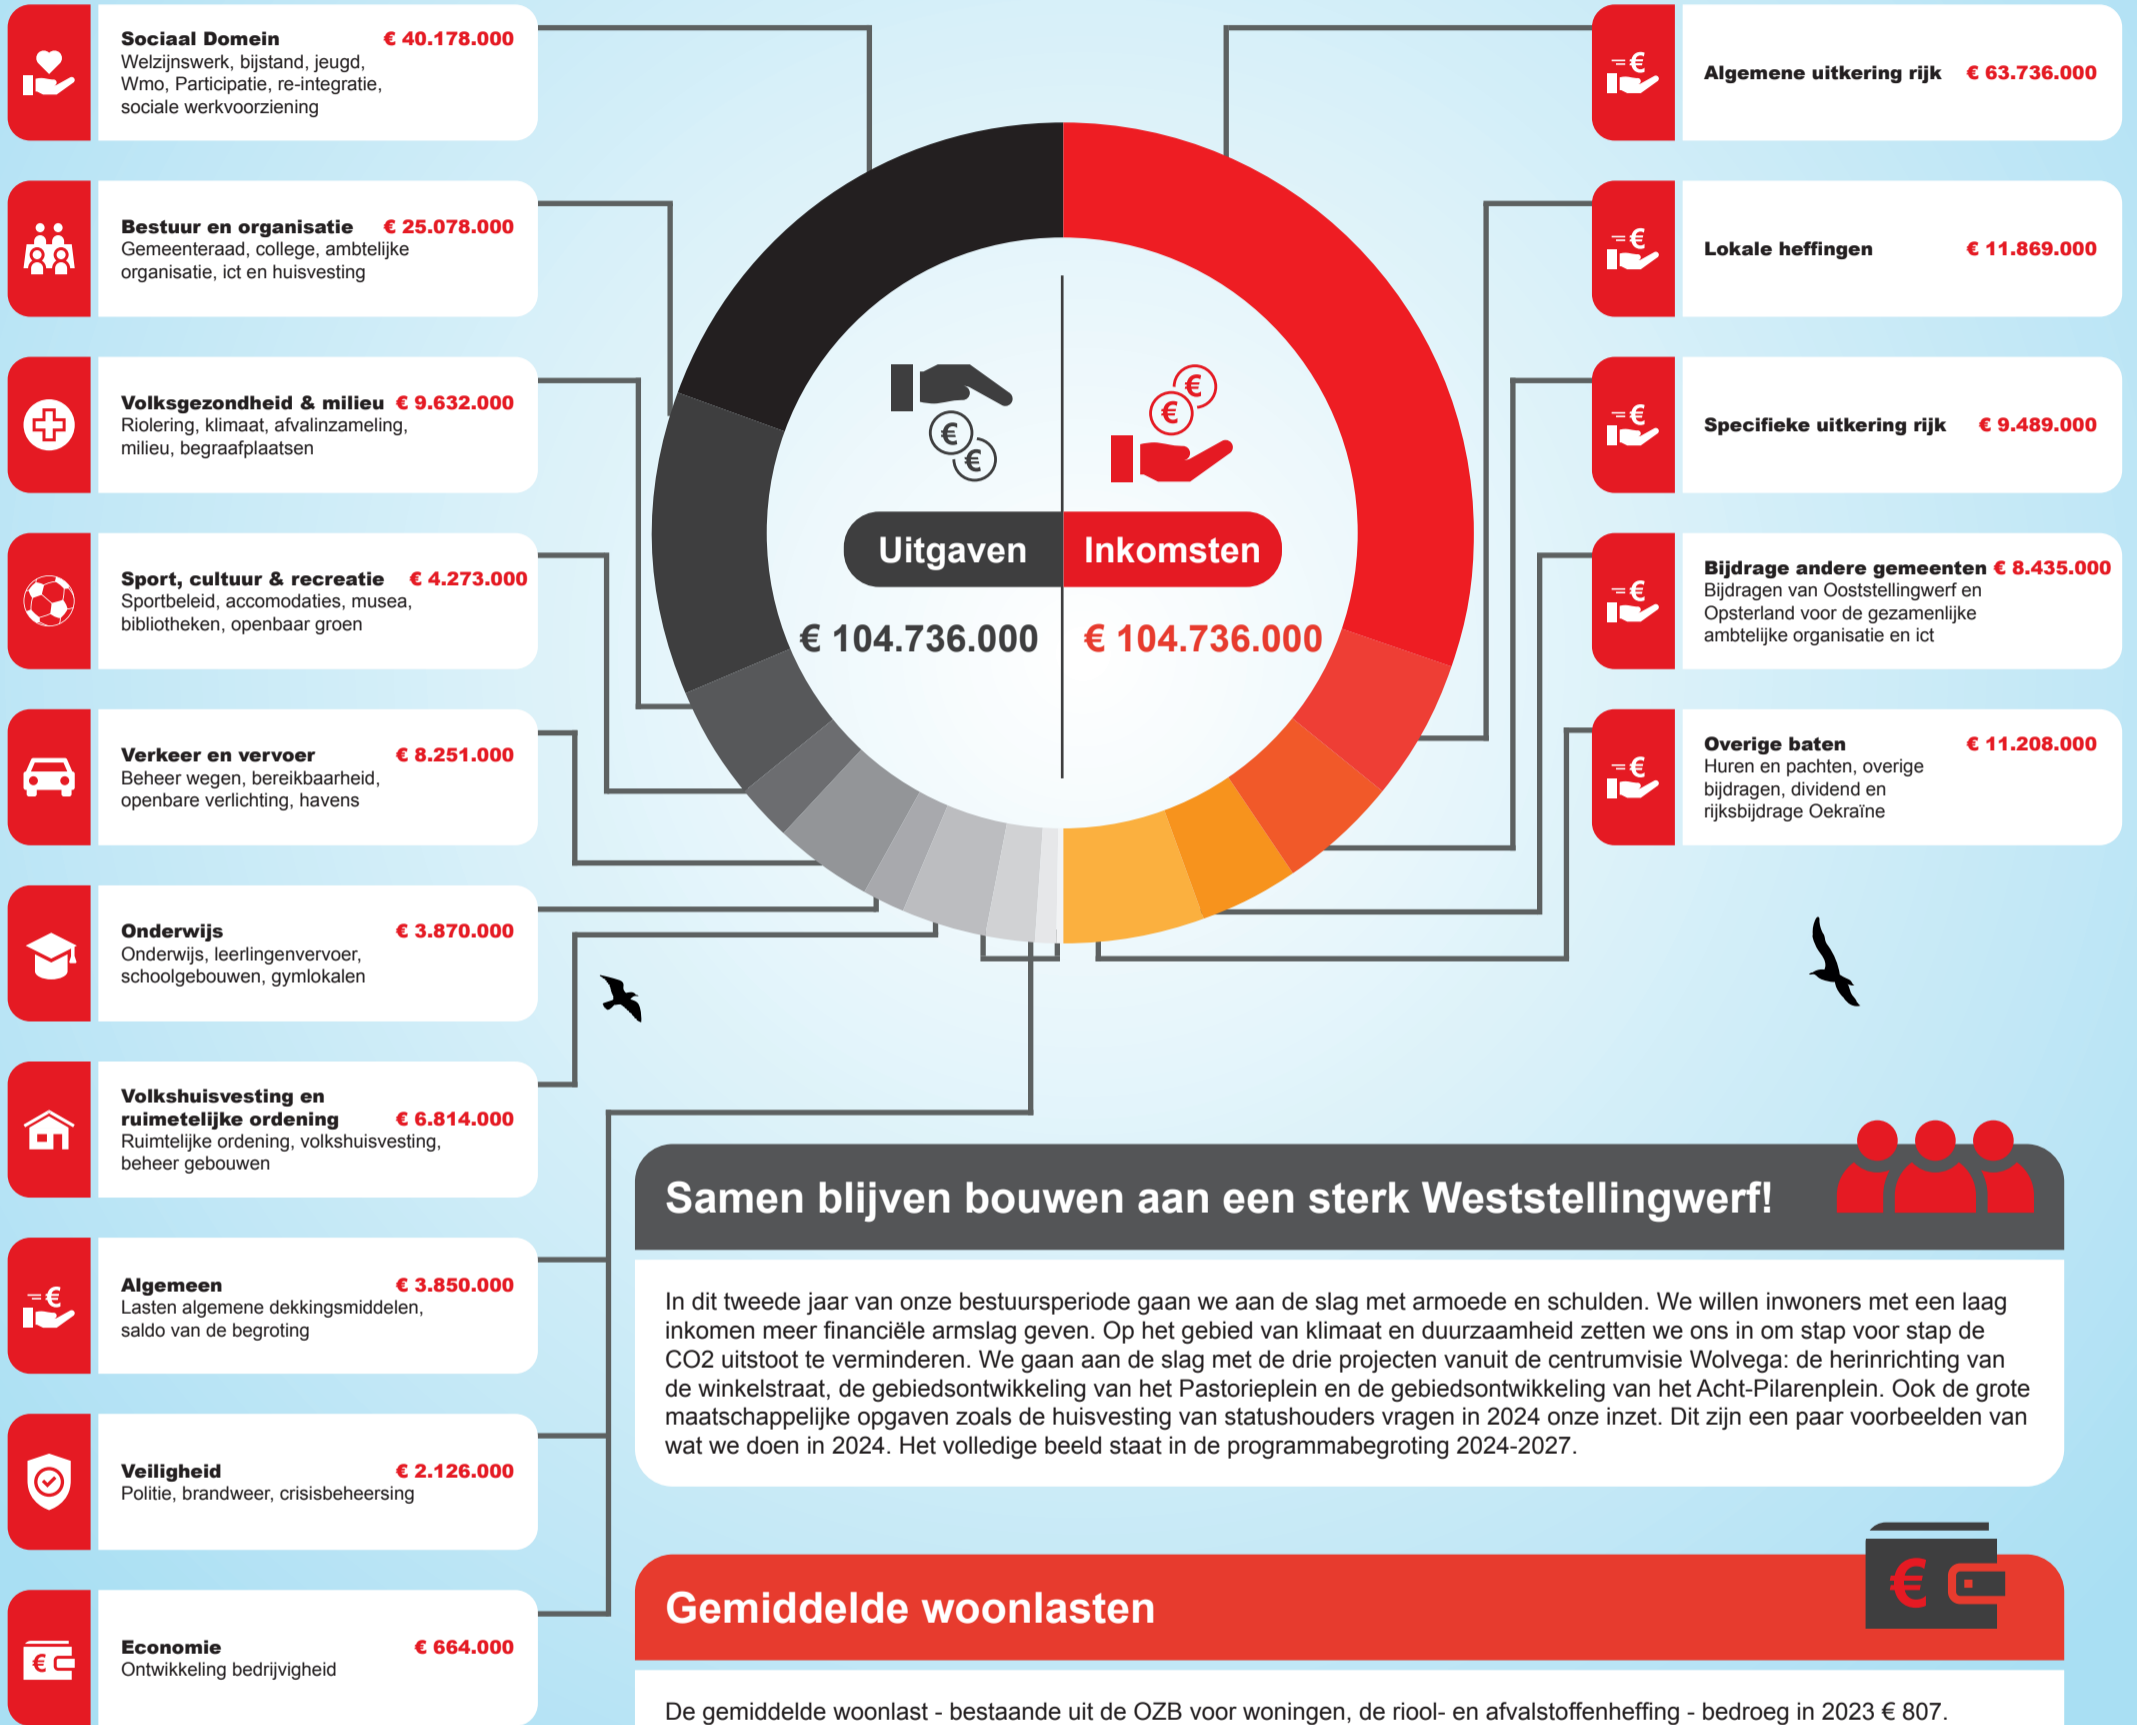 Sociaal Domein € 40.178.000
Welzijnswerk, bijstand, jeugd,
Wmo, Participatie, re-integratie,
sociale werkvoorziening
Bestuur en organisatie € 25.078.000
Gemeenteraad, college, ambtelijke
organisatie, ict en huisvesting
Volksgezondheid & milieu € 9.632.000
Riolering, klimaat, afvalinzameling,
milieu, begraafplaatsen
Sport, cultuur & recreatie € 4.273.000
Sportbeleid, accomodaties, musea,
bibliotheken, openbaar groen
Verkeer en vervoer € 8.251.000
Beheer wegen, bereikbaarheid,
openbare verlichting, havens
Onderwijs € 3.870.000
Onderwijs, leerlingenvervoer,
schoolgebouwen, gymlokalen
Volkshuisvesting en
ruimetelijke ordening € 6.814.000
Ruimtelijke ordening, volkshuisvesting,
beheer gebouwen
Algemeen € 3.850.000
Lasten algemene dekkingsmiddelen,
saldo van de begroting
Veiligheid € 2.126.000
Politie, brandweer, crisisbeheersing
Economie € 664.000
Ontwikkeling bedrijvigheid
Uitgaven
€ 104.736.000
Inkomsten
€ 104.736.000
Algemene uitkering rijk € 63.736.000
Lokale heffingen € 11.869.000
Specifieke uitkering rijk € 9.489.000
Bijdrage andere gemeenten € 8.435.000
Bijdragen van Ooststellingwerf en
Opsterland voor de gezamenlijke
ambtelijke organisatie en ict
Overige baten € 11.208.000
Huren en pachten, overige
bijdragen, dividend en
rijksbijdrage Oekraïne
Samen blijven bouwen aan een sterk Weststellingwerf!
In dit tweede jaar van onze bestuursperiode gaan we aan de slag met armoede en schulden. We willen inwoners met een laag
inkomen meer financiële armslag geven. Op het gebied van klimaat en duurzaamheid zetten we ons in om stap voor stap de
CO2 uitstoot te verminderen. We gaan aan de slag met de drie projecten vanuit de centrumvisie Wolvega: de herinrichting van
de winkelstraat, de gebiedsontwikkeling van het Pastorieplein en de gebiedsontwikkeling van het Acht-Pilarenplein. Ook de grote
maatschappelijke opgaven zoals de huisvesting van statushouders vragen in 2024 onze inzet. Dit zijn een paar voorbeelden van
wat we doen in 2024. Het volledige beeld staat in de programmabegroting 2024-2027.
Gemiddelde woonlasten
De gemiddelde woonlast - bestaande uit de OZB voor woningen, de riool- en afvalstoffenheffing - bedroeg in 2023 € 807.